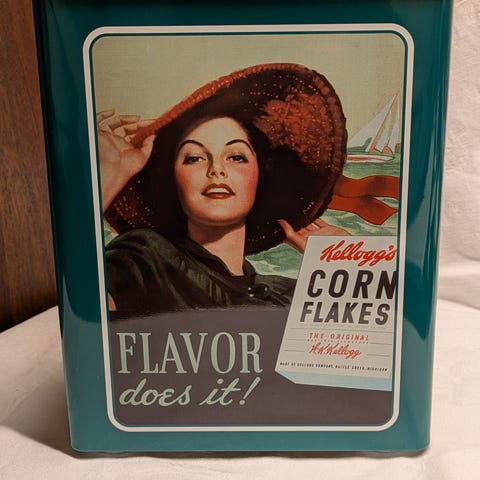 FLAVOR
does it!
Kellogg's
CORN
FLAKES
THE ORIGINAL
W.K.Kellogg
MADE BY KELLOGG COMPANY, BATTLE CREEK, MICHIGAN